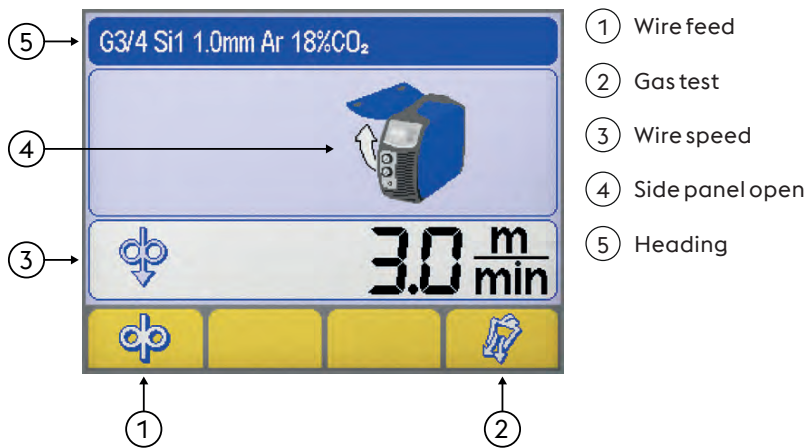 5
G3/4 Si1 1.0mm Ar 18%CO₂
4
3
3.0 m/min
1
2
1 Wire feed
2 Gas test
3 Wire speed
4 Side panel open
5 Heading